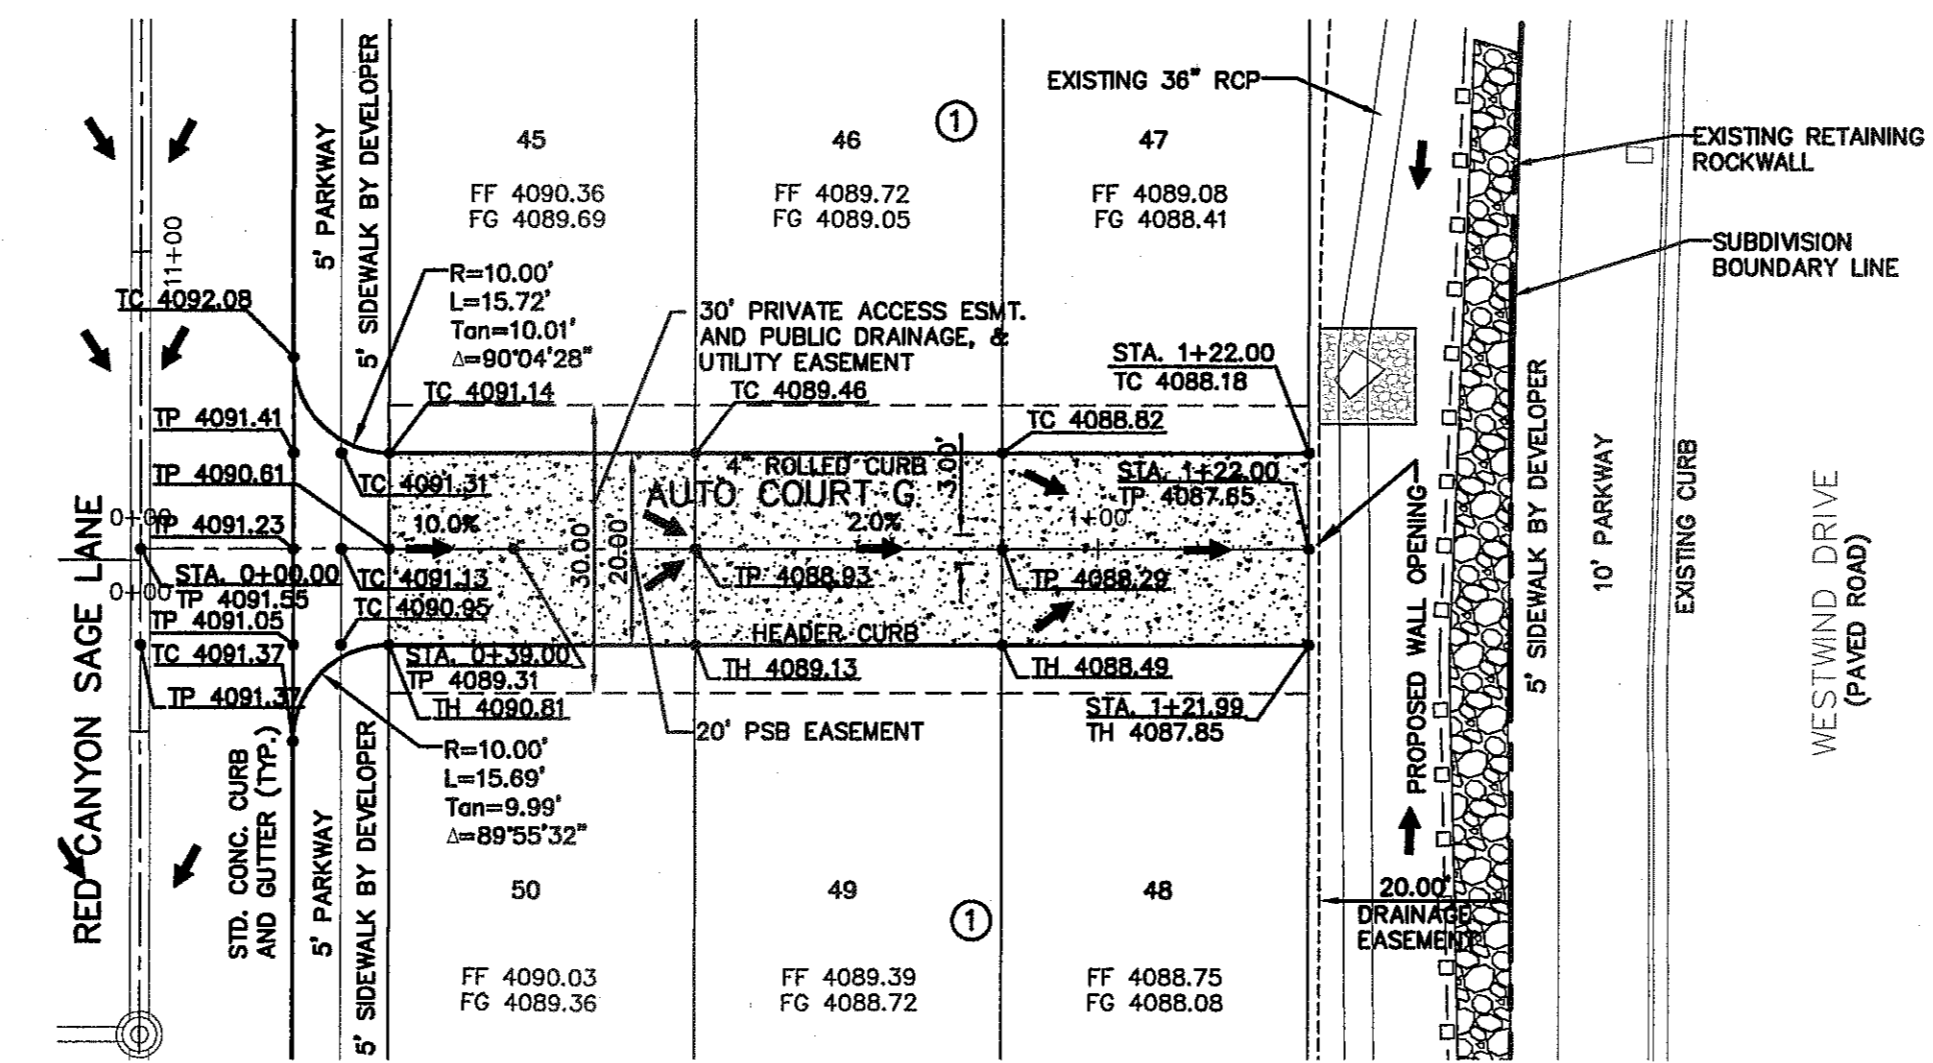 EXISTING 36" RCP
1
45
46
47
FF 4090.36
FG 4089.69
FF 4089.72
FG 4089.05
FF 4089.08
FG 4088.41
EXISTING RETAINING
ROCKWALL
SUBDIVISION
BOUNDARY LINE
5' PARKWAY
5' SIDEWALK BY DEVELOPER
11+00
TC 4092.08
R=10.00'
L=15.72'
Tan=10.01'
Δ=90°04'28"
30' PRIVATE ACCESS ESMT.
AND PUBLIC DRAINAGE, &
UTILITY EASEMENT
STA. 1+22.00
TC 4088.18
TC 4091.14
TC 4089.46
TC 4088.82
TP 4091.41
TP 4090.61
TC 4091.31
4" ROLLED CURB
3.00'
AUTO COURT G
STA. 1+22.00
TP 4087.65
10.0%
2.0%
1+00
0+00
TP 4091.23
30.00'
20.00'
STA. 0+00.00
TP 4091.55
0+00
TC 4091.13
TP 4088.93
TP 4088.29
TC 4090.95
TP 4091.05
HEADER CURB
TC 4091.37
STA. 0+39.00
TP 4089.31
TH 4089.13
TH 4088.49
TP 4091.37
TH 4090.81
STA. 1+21.99
TH 4087.85
20' PSB EASEMENT
R=10.00'
L=15.69'
Tan=9.99'
Δ=89°55'32"
RED CANYON SAGE LANE
STD. CONC. CURB
AND GUTTER (TYP.)
5' PARKWAY
5' SIDEWALK BY DEVELOPER
PROPOSED WALL OPENING
5' SIDEWALK BY DEVELOPER
10' PARKWAY
EXISTING CURB
WESTWIND DRIVE
(PAVED ROAD)
50
49
48
1
20.00'
DRAINAGE
EASEMENT
FF 4090.03
FG 4089.36
FF 4089.39
FG 4088.72
FF 4088.75
FG 4088.08